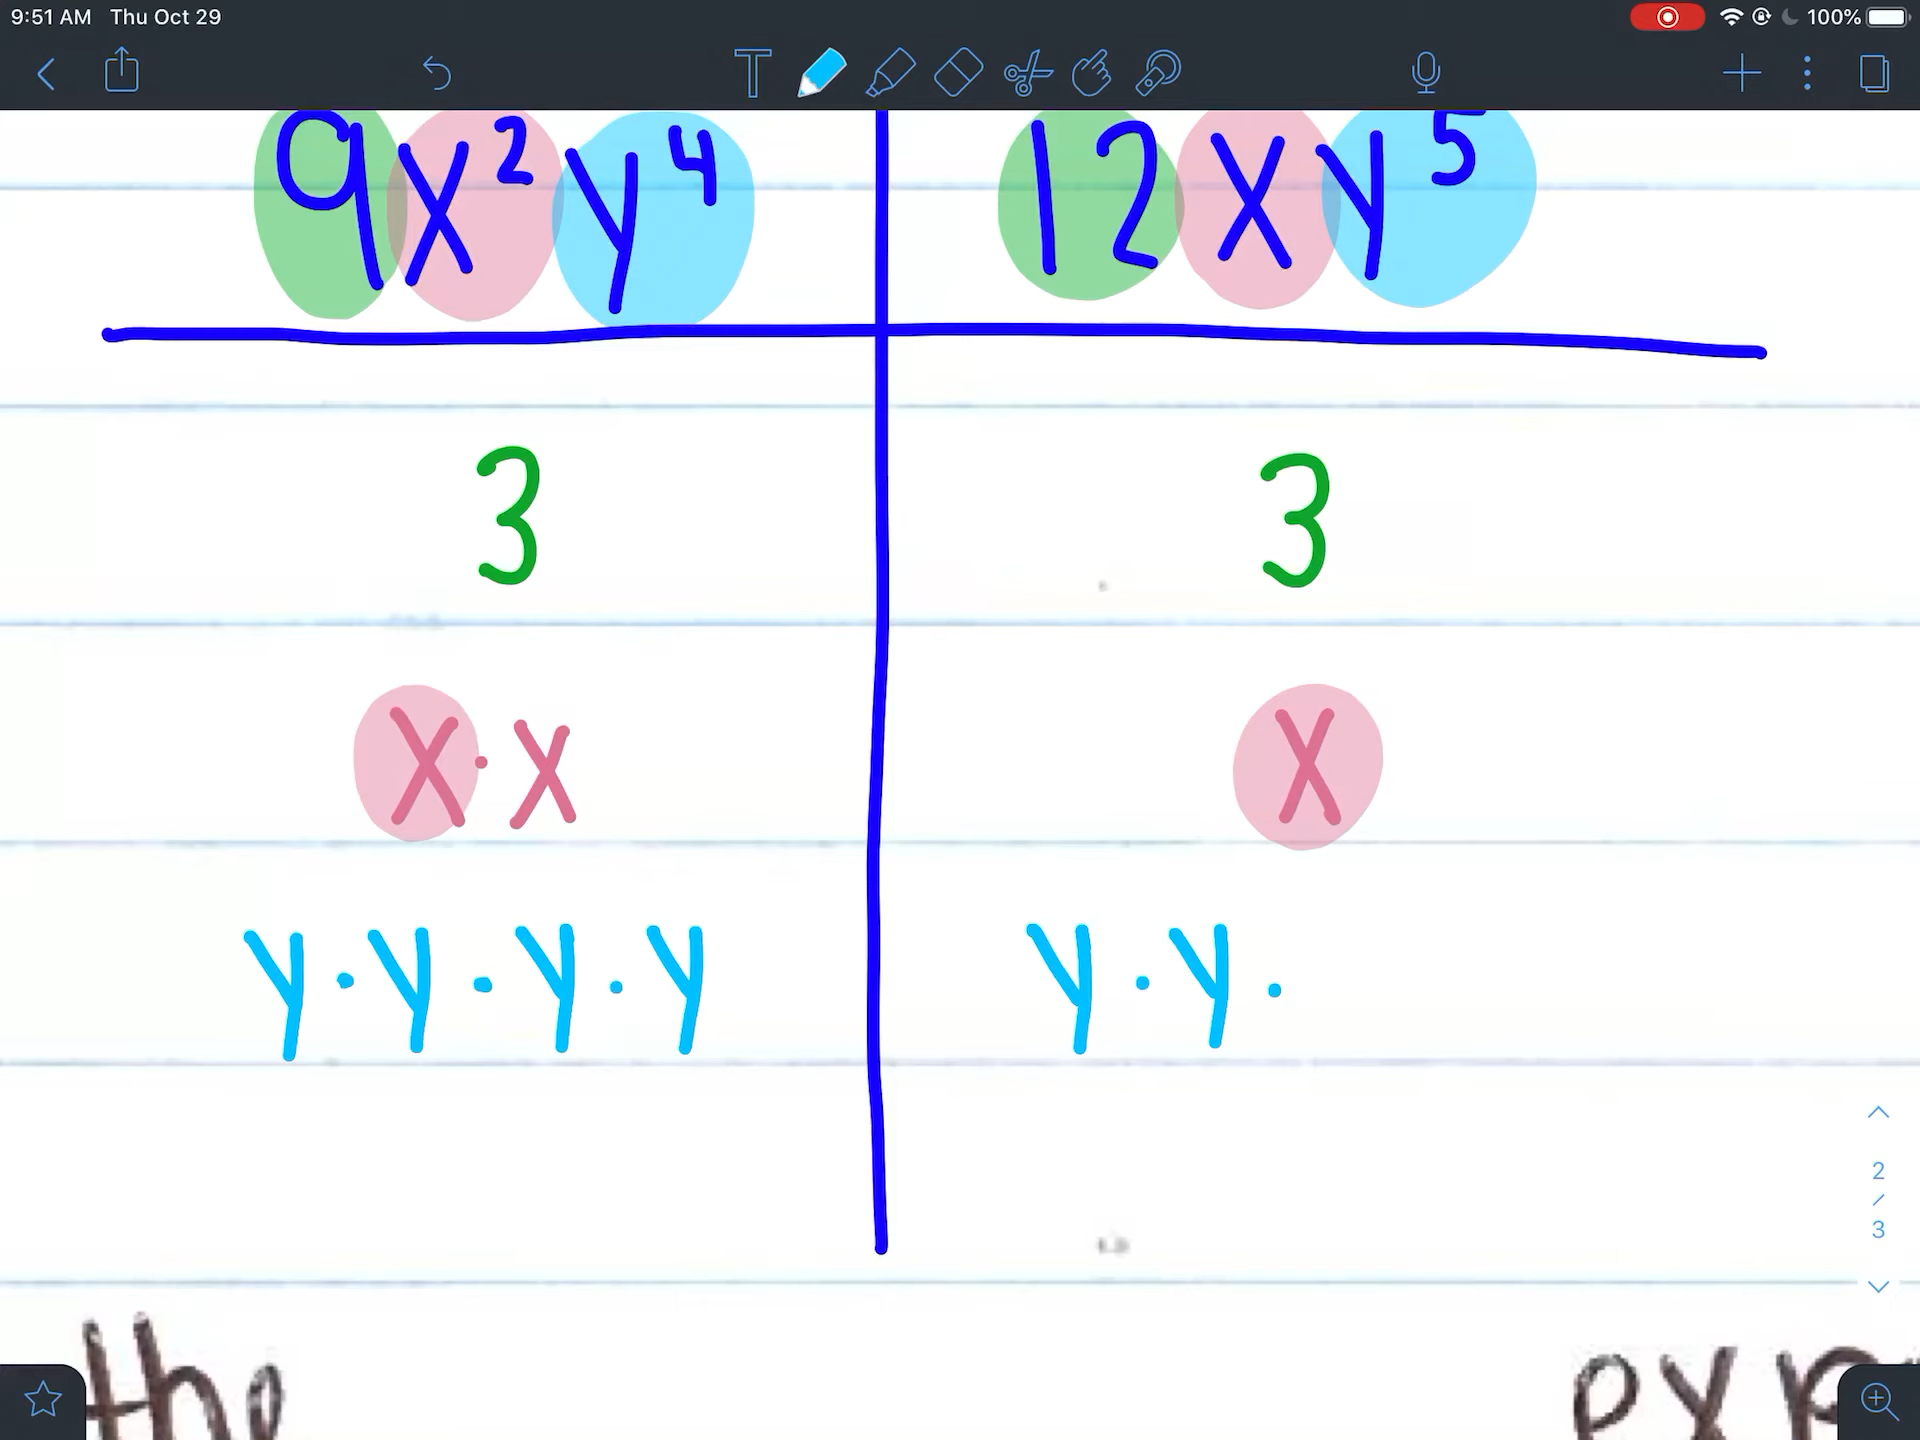 9:51 AM Thu Oct 29 100%
T
9x²y⁴ 12xy⁵
3 3
x · x x
y · y · y · y y · y ·
2
/
3
the